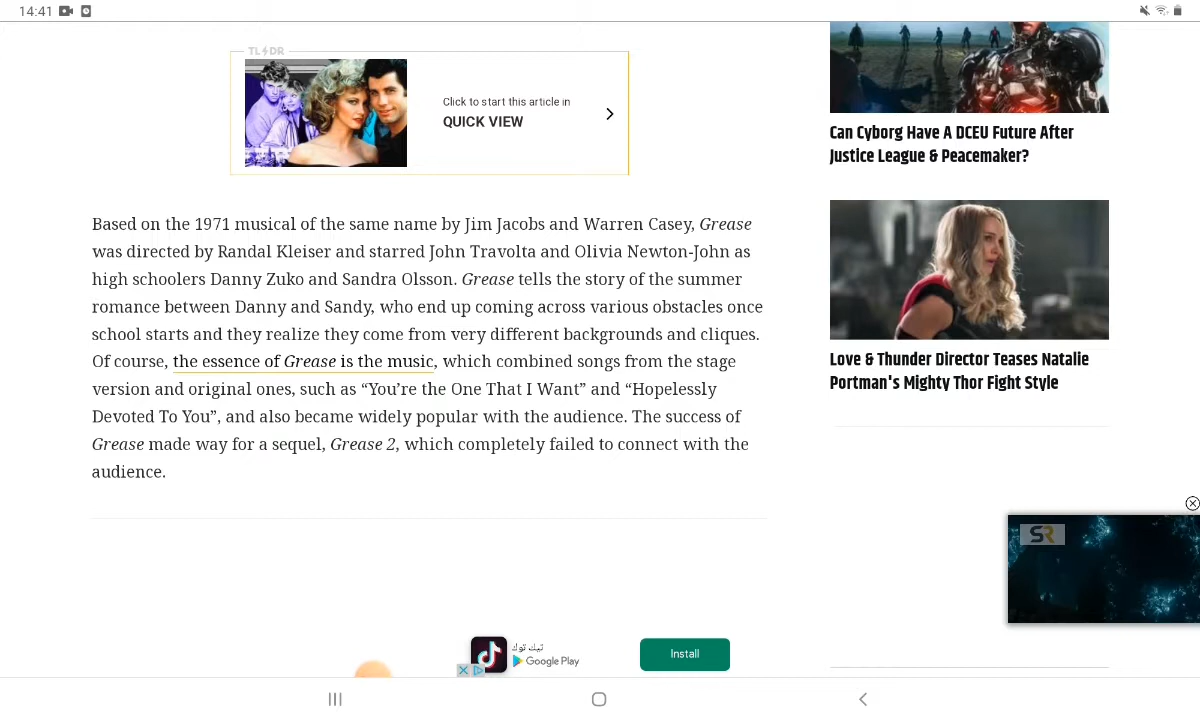 14:41
TL⚡DR
Click to start this article in
QUICK VIEW
Based on the 1971 musical of the same name by Jim Jacobs and Warren Casey, Grease
was directed by Randal Kleiser and starred John Travolta and Olivia Newton-John as
high schoolers Danny Zuko and Sandra Olsson. Grease tells the story of the summer
romance between Danny and Sandy, who end up coming across various obstacles once
school starts and they realize they come from very different backgrounds and cliques.
Of course, the essence of Grease is the music, which combined songs from the stage
version and original ones, such as “You’re the One That I Want” and “Hopelessly
Devoted To You”, and also became widely popular with the audience. The success of
Grease made way for a sequel, Grease 2, which completely failed to connect with the
audience.
Can Cyborg Have A DCEU Future After
Justice League & Peacemaker?
Love & Thunder Director Teases Natalie
Portman's Mighty Thor Fight Style
SR
تيك توك
Google Play
Install